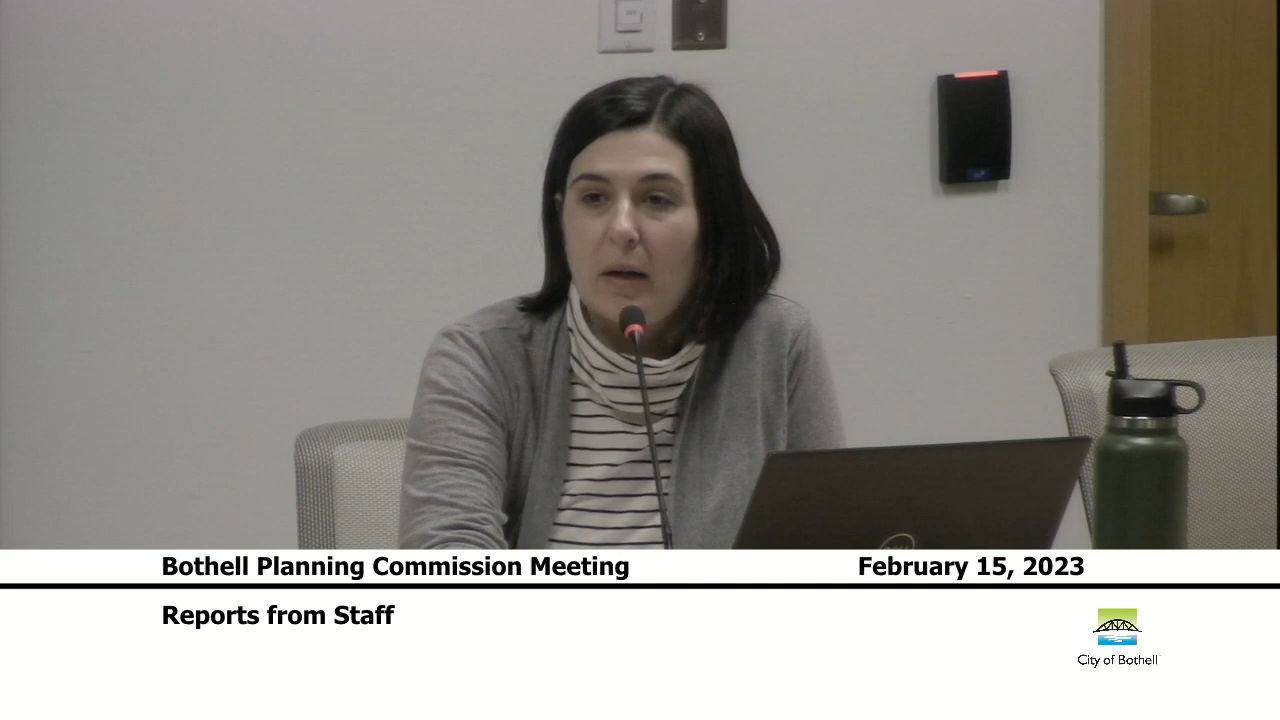 Bothell Planning Commission Meeting
February 15, 2023
Reports from Staff
City of Bothell